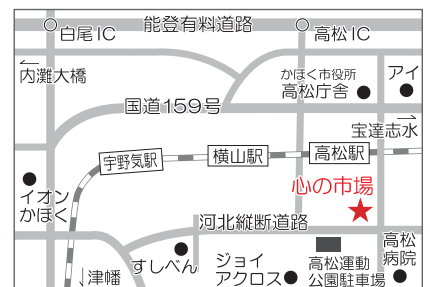 能登有料道路
白尾IC
高松IC
←
内灘大橋
かほく市役所
高松庁舎
アイ
国道159号
宝達志水
→
宇野気駅
横山駅
高松駅
心の市場
イオン
かほく
河北縦断道路
すしべん
ジョイ
アクロス
高松運動
公園駐車場
高松
病院
↓津幡